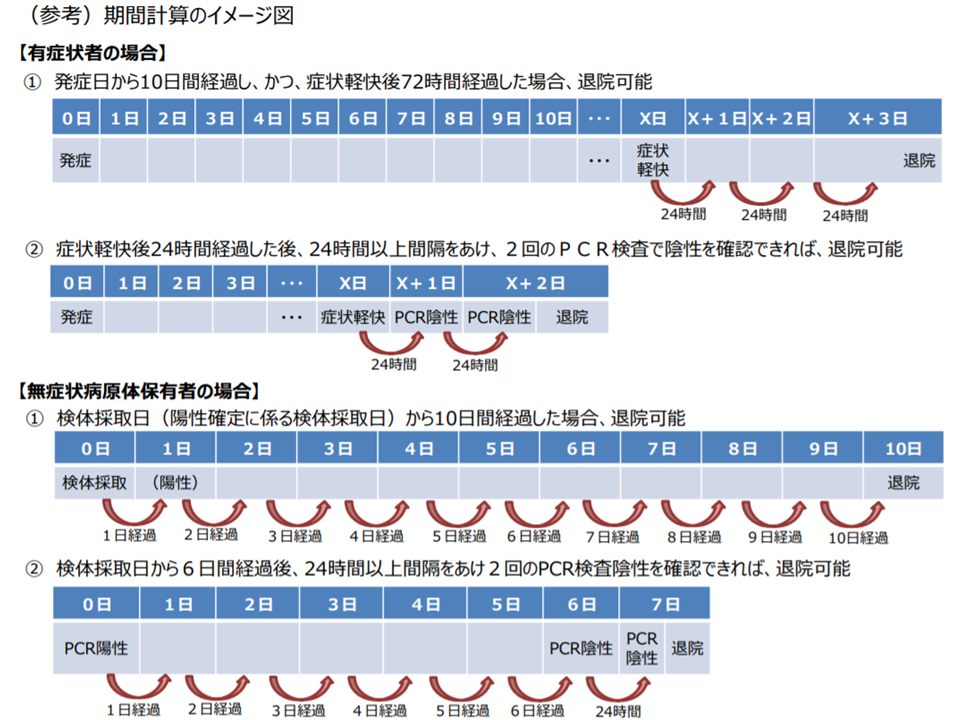 （参考）期間計算のイメージ図
【有症状者の場合】
① 発症日から10日間経過し、かつ、症状軽快後72時間経過した場合、退院可能
０日 １日 ２日 ３日 ４日 ５日 ６日 ７日 ８日 ９日 10日 ・・・ X日 X＋１日 X＋２日 X＋３日
発症 ・・・ 症状軽快 退院
24時間 24時間 24時間
② 症状軽快後24時間経過した後、24時間以上間隔をあけ、２回のＰＣＲ検査で陰性を確認できれば、退院可能
０日 １日 ２日 ３日 ・・・ X日 X＋１日 X＋２日
発症 ・・・ 症状軽快 PCR陰性 PCR陰性 退院
24時間 24時間
【無症状病原体保有者の場合】
① 検体採取日（陽性確定に係る検体採取日）から10日間経過した場合、退院可能
０日 １日 ２日 ３日 ４日 ５日 ６日 ７日 ８日 ９日 10日
検体採取 （陽性） 退院
１日経過 ２日経過 ３日経過 ４日経過 ５日経過 ６日経過 ７日経過 ８日経過 ９日経過 10日経過
② 検体採取日から６日間経過後、24時間以上間隔をあけ２回のPCR検査陰性を確認できれば、退院可能
０日 １日 ２日 ３日 ４日 ５日 ６日 ７日
PCR陽性 PCR陰性 PCR陰性 退院
１日経過 ２日経過 ３日経過 ４日経過 ５日経過 ６日経過 24時間